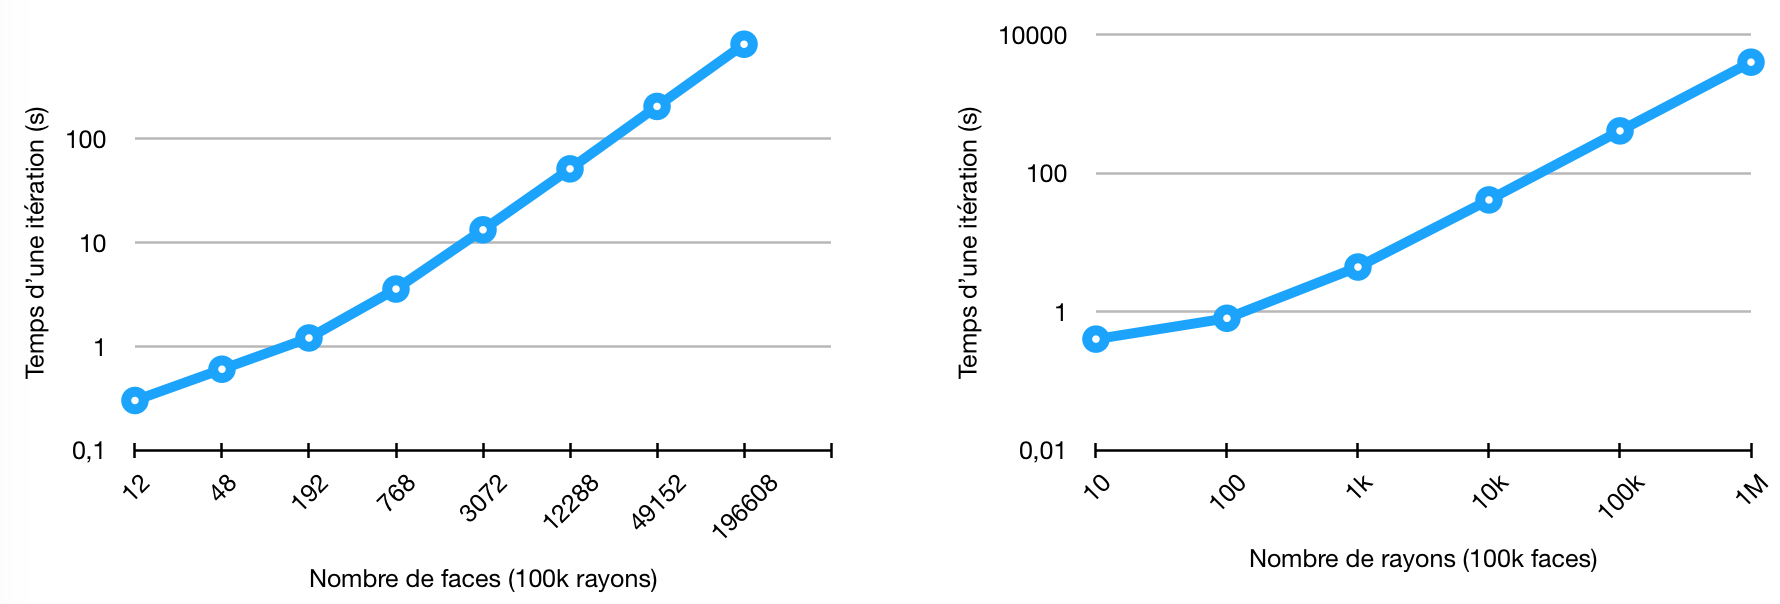 Temps d'une itération (s)
100
10
1
0,1
12
48
192
768
3072
12288
49152
196608
Nombre de faces (100k rayons)
Temps d'une itération (s)
10000
100
1
0,01
10
100
1k
10k
100k
1M
Nombre de rayons (100k faces)